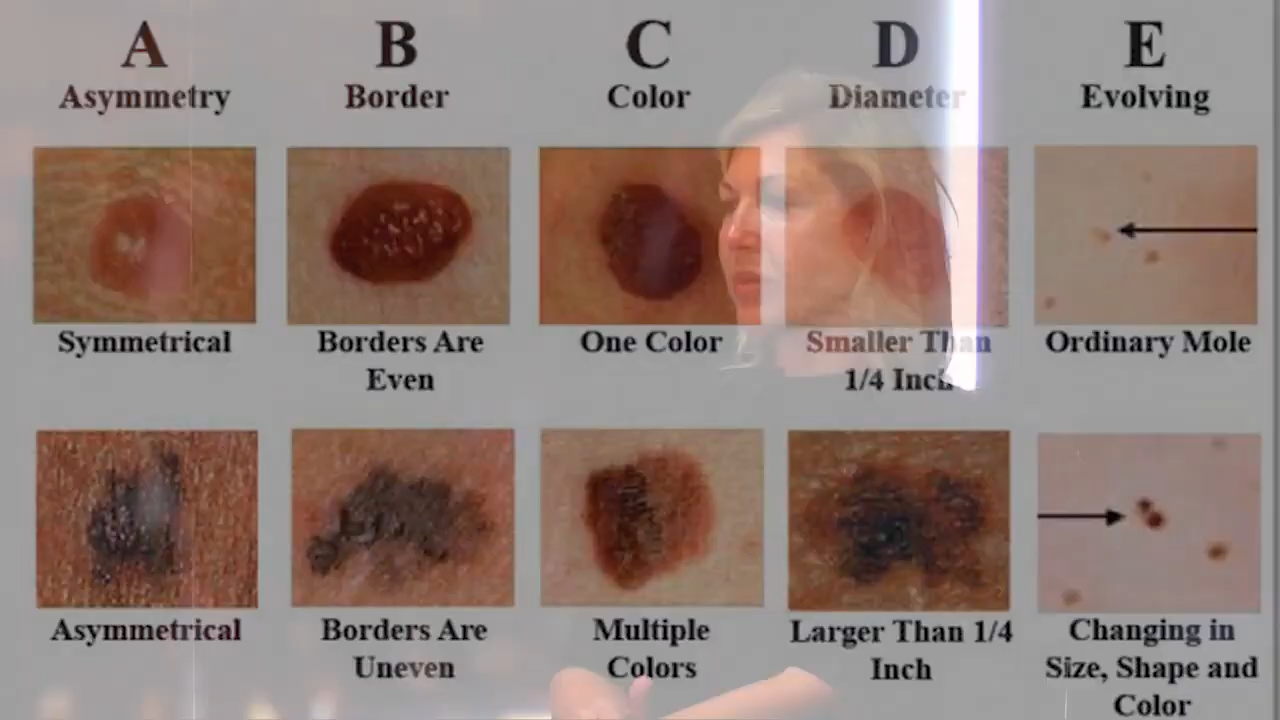 A B C D E
Asymmetry Border Color Diameter Evolving
Symmetrical Borders Are One Color Smaller Than Ordinary Mole
Even 1/4 Inch
Asymmetrical Borders Are Multiple Larger Than 1/4 Changing in
Uneven Colors Inch Size, Shape and
Color